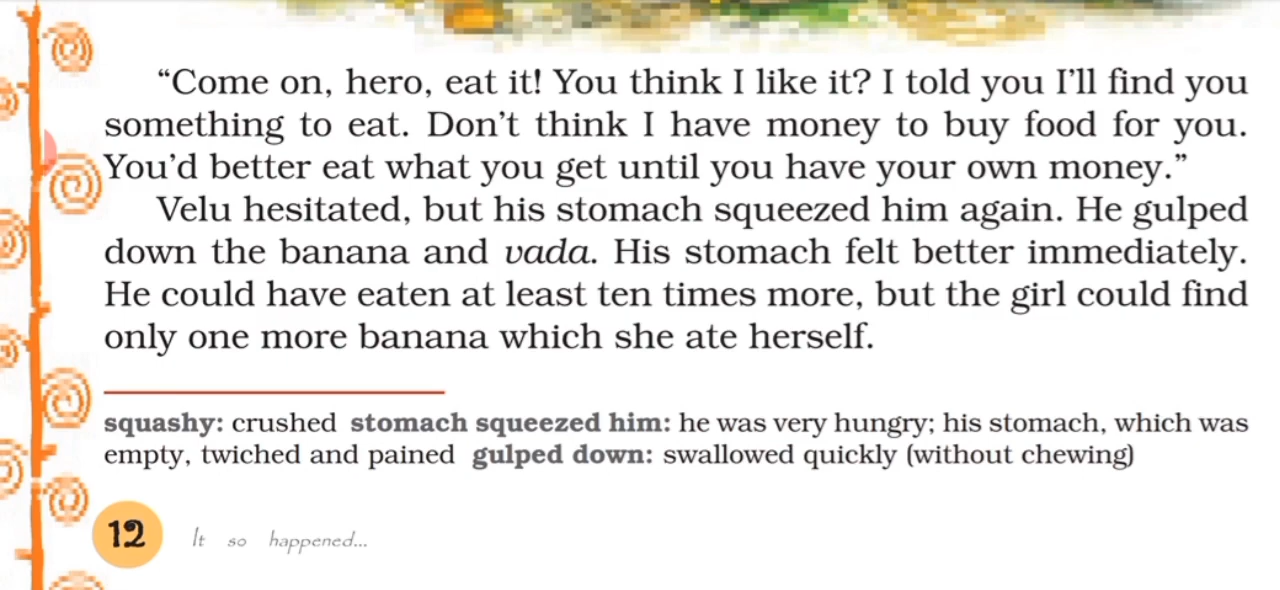 “Come on, hero, eat it! You think I like it? I told you I’ll find you
something to eat. Don’t think I have money to buy food for you.
You’d better eat what you get until you have your own money.”
Velu hesitated, but his stomach squeezed him again. He gulped
down the banana and vada. His stomach felt better immediately.
He could have eaten at least ten times more, but the girl could find
only one more banana which she ate herself.
squashy: crushed stomach squeezed him: he was very hungry; his stomach, which was
empty, twiched and pained gulped down: swallowed quickly (without chewing)
12 It so happened...